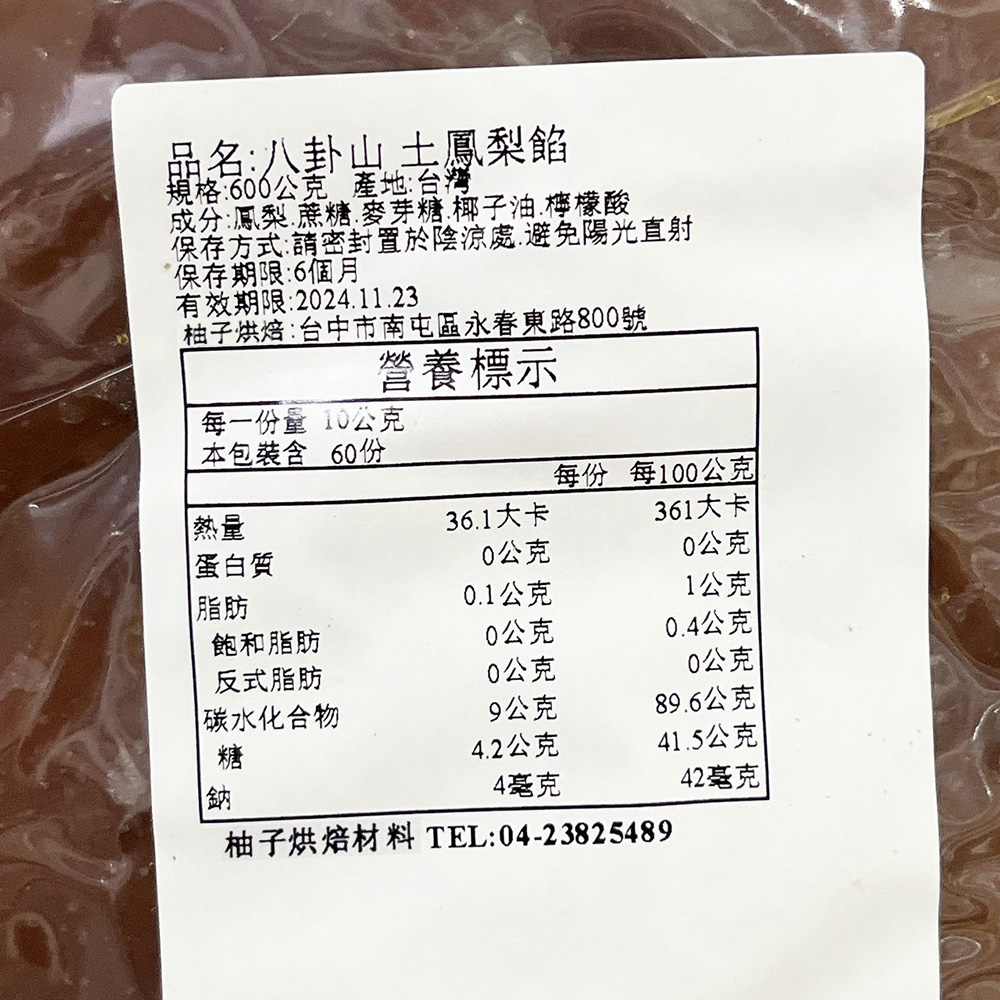 品名:八卦山 土鳳梨餡
規格:600公克 產地:台灣
成分:鳳梨.蔗糖.麥芽糖.椰子油.檸檬酸
保存方式:請密封置於陰涼處.避免陽光直射
保存期限:6個月
有效期限:2024.11.23
柚子烘焙:台中市南屯區永春東路800號
營養標示
每一份量 10公克
本包裝含 60份
每份 每100公克
熱量 36.1大卡 361大卡
蛋白質 0公克 0公克
脂肪 0.1公克 1公克
飽和脂肪 0公克 0.4公克
反式脂肪 0公克 0公克
碳水化合物 9公克 89.6公克
糖 4.2公克 41.5公克
鈉 4毫克 42毫克
柚子烘焙材料 TEL:04-23825489